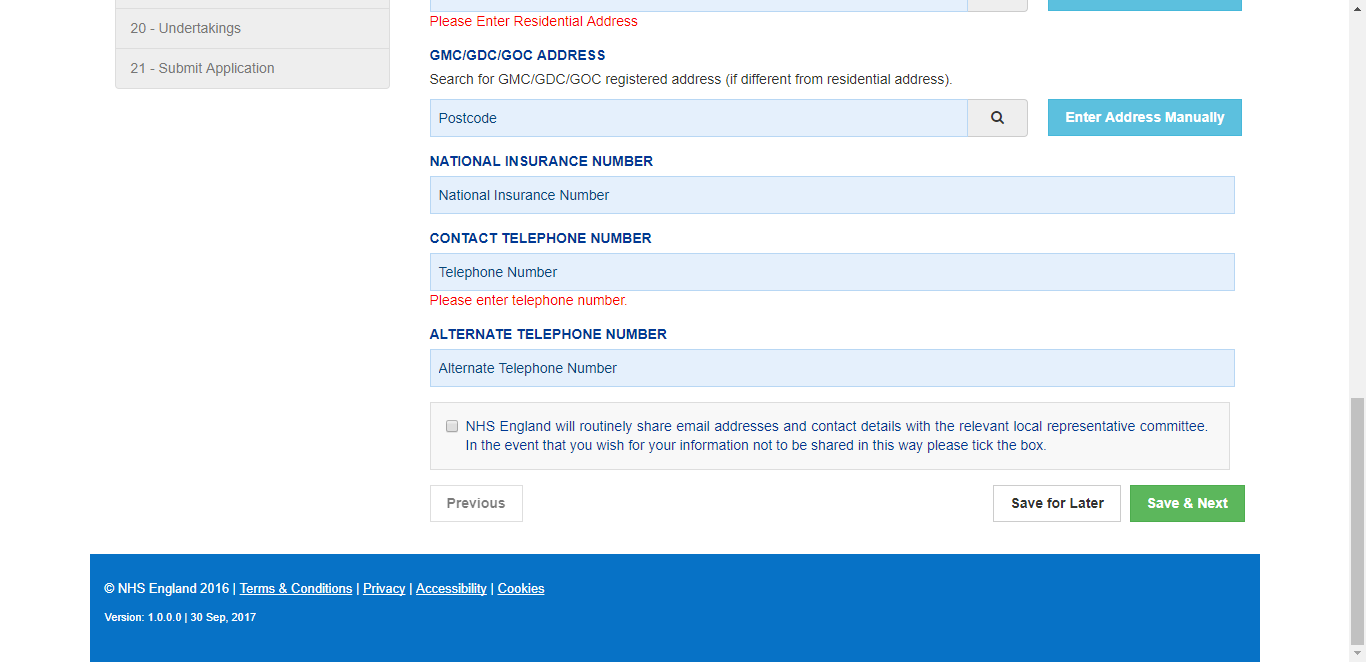 20 - Undertakings
21 - Submit Application
Please Enter Residential Address
GMC/GDC/GOC ADDRESS
Search for GMC/GDC/GOC registered address (if different from residential address).
Postcode
Enter Address Manually
NATIONAL INSURANCE NUMBER
National Insurance Number
CONTACT TELEPHONE NUMBER
Telephone Number
Please enter telephone number.
ALTERNATE TELEPHONE NUMBER
Alternate Telephone Number
NHS England will routinely share email addresses and contact details with the relevant local representative committee.
In the event that you wish for your information not to be shared in this way please tick the box.
Previous
Save for Later
Save & Next
© NHS England 2016 | Terms & Conditions | Privacy | Accessibility | Cookies
Version: 1.0.0.0 | 30 Sep, 2017